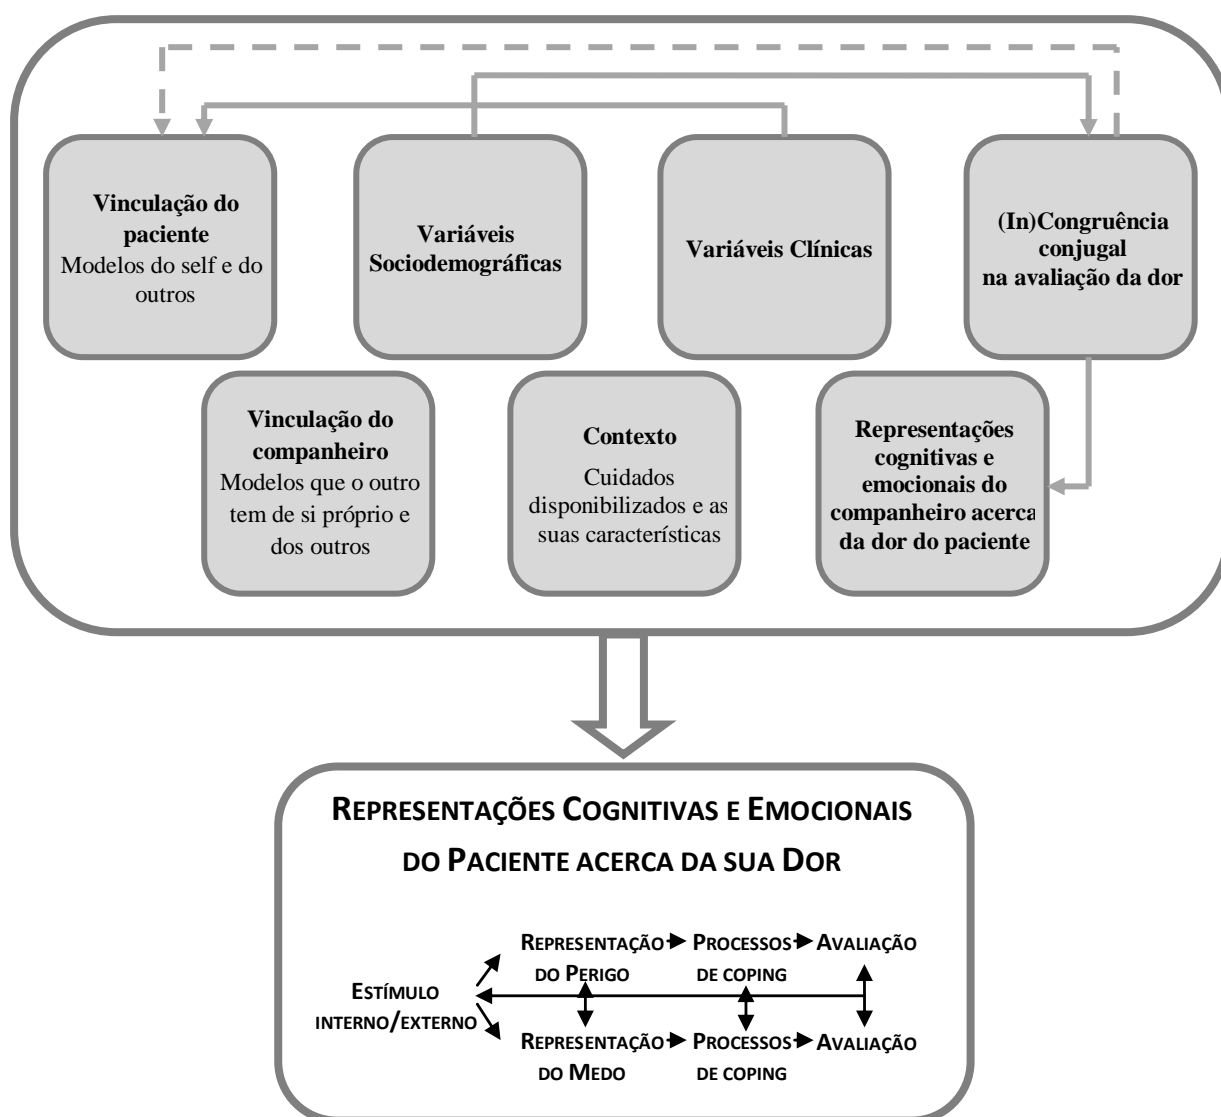 Vinculação do
paciente
Modelos do self e do
outros
Variáveis
Sociodemográficas
Variáveis Clínicas
(In)Congruência
conjugal
na avaliação da dor
Vinculação do
companheiro
Modelos que o outro
tem de si próprio e
dos outros
Contexto
Cuidados
disponibilizados e as
suas características
Representações
cognitivas e
emocionais do
companheiro acerca
da dor do paciente
REPRESENTAÇÕES COGNITIVAS E EMOCIONAIS
DO PACIENTE ACERCA DA SUA DOR
ESTÍMULO
INTERNO/EXTERNO
REPRESENTAÇÃO
DO PERIGO
PROCESSOS
DE COPING
AVALIAÇÃO
REPRESENTAÇÃO
DO MEDO
PROCESSOS
DE COPING
AVALIAÇÃO